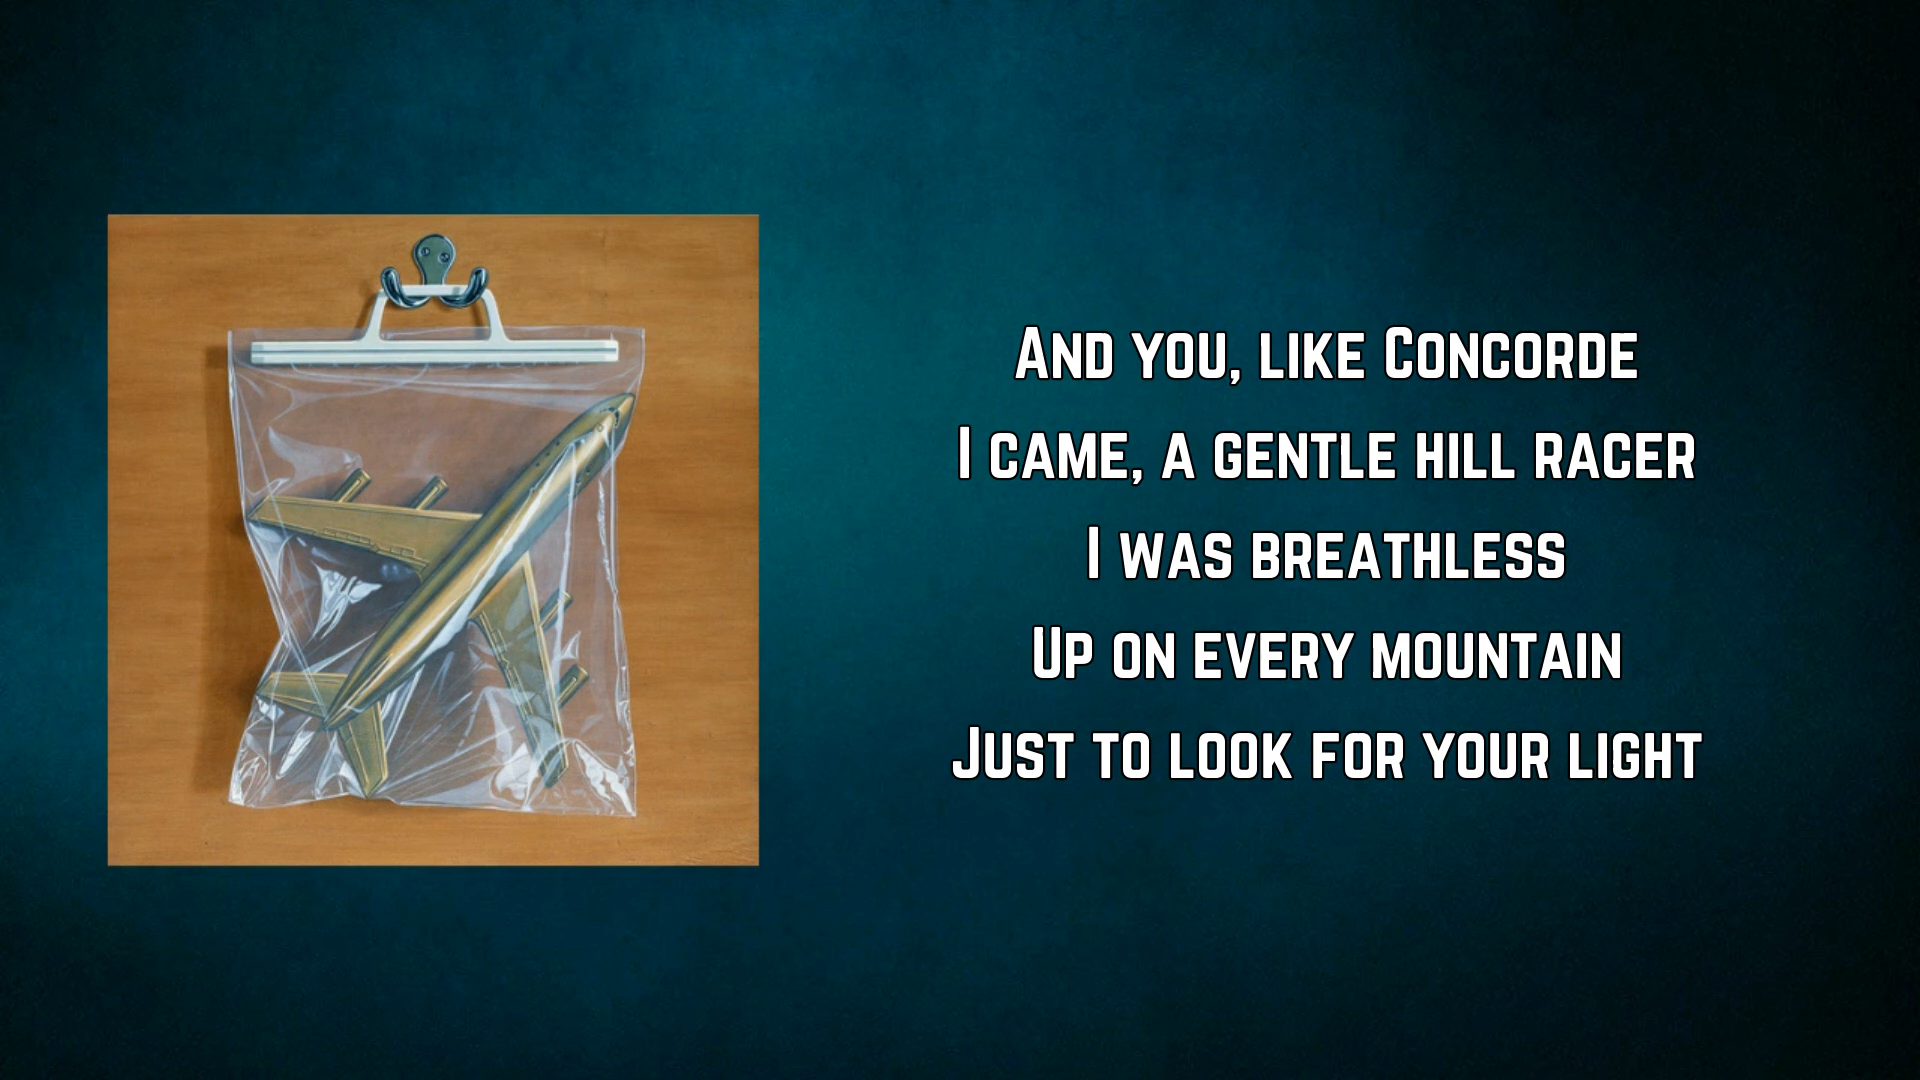 And you, like Concorde
I came, a gentle hill racer
I was breathless
Up on every mountain
Just to look for your light